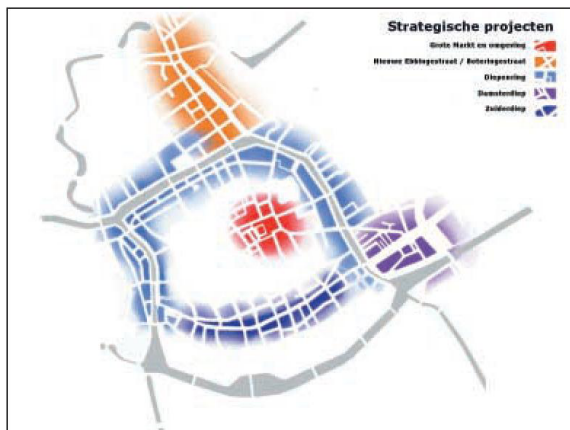 Strategische projecten
Grote Markt en omgeving
Nieuwe Ebbingestraat / Boteringestraat
Diepenring
Damsterdiep
Zuiderdiep